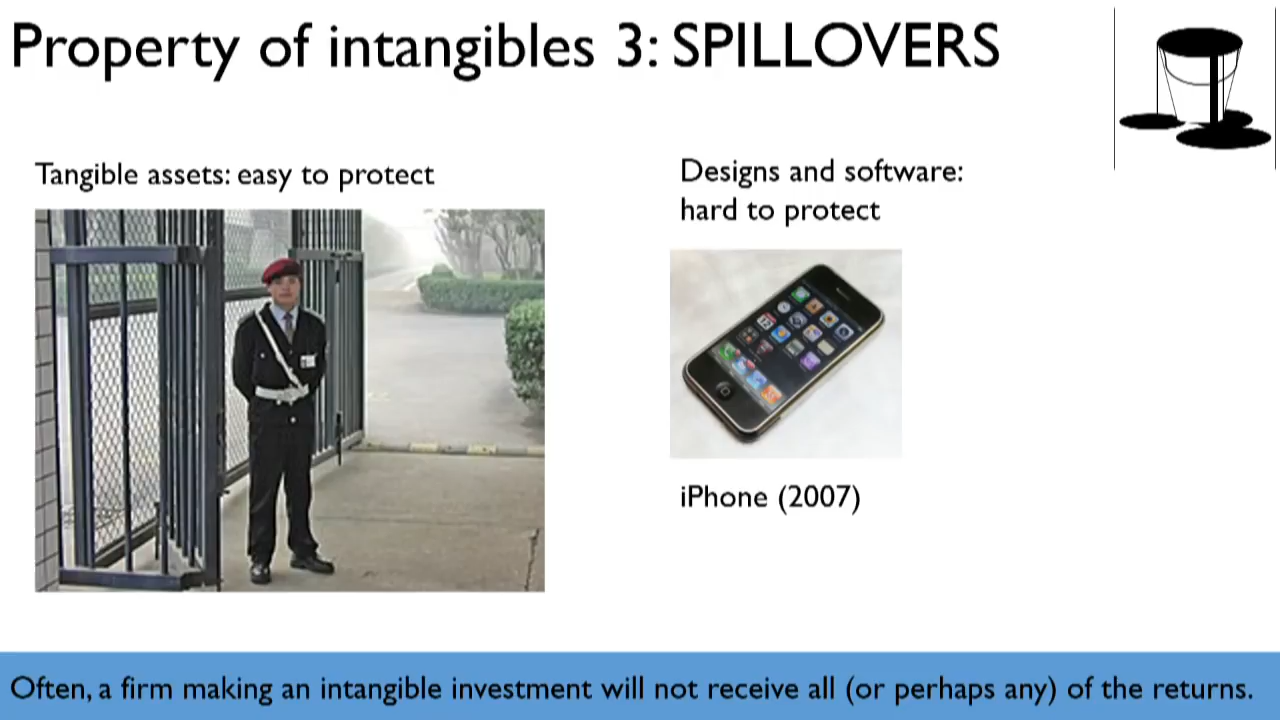 Property of intangibles 3: SPILLOVERS
Tangible assets: easy to protect
Designs and software:
hard to protect
iPhone (2007)
Often, a firm making an intangible investment will not receive all (or perhaps any) of the returns.